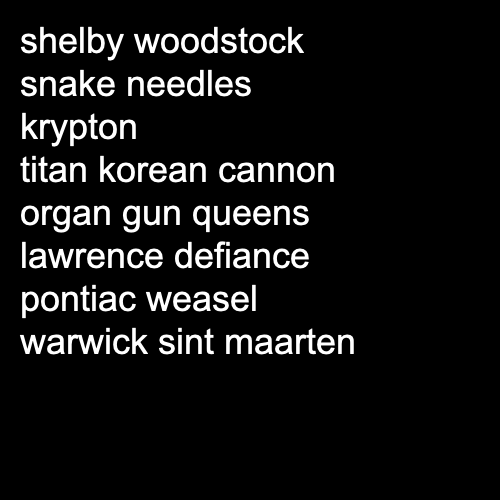 shelby woodstock
snake needles
krypton
titan korean cannon
organ gun queens
lawrence defiance
pontiac weasel
warwick sint maarten